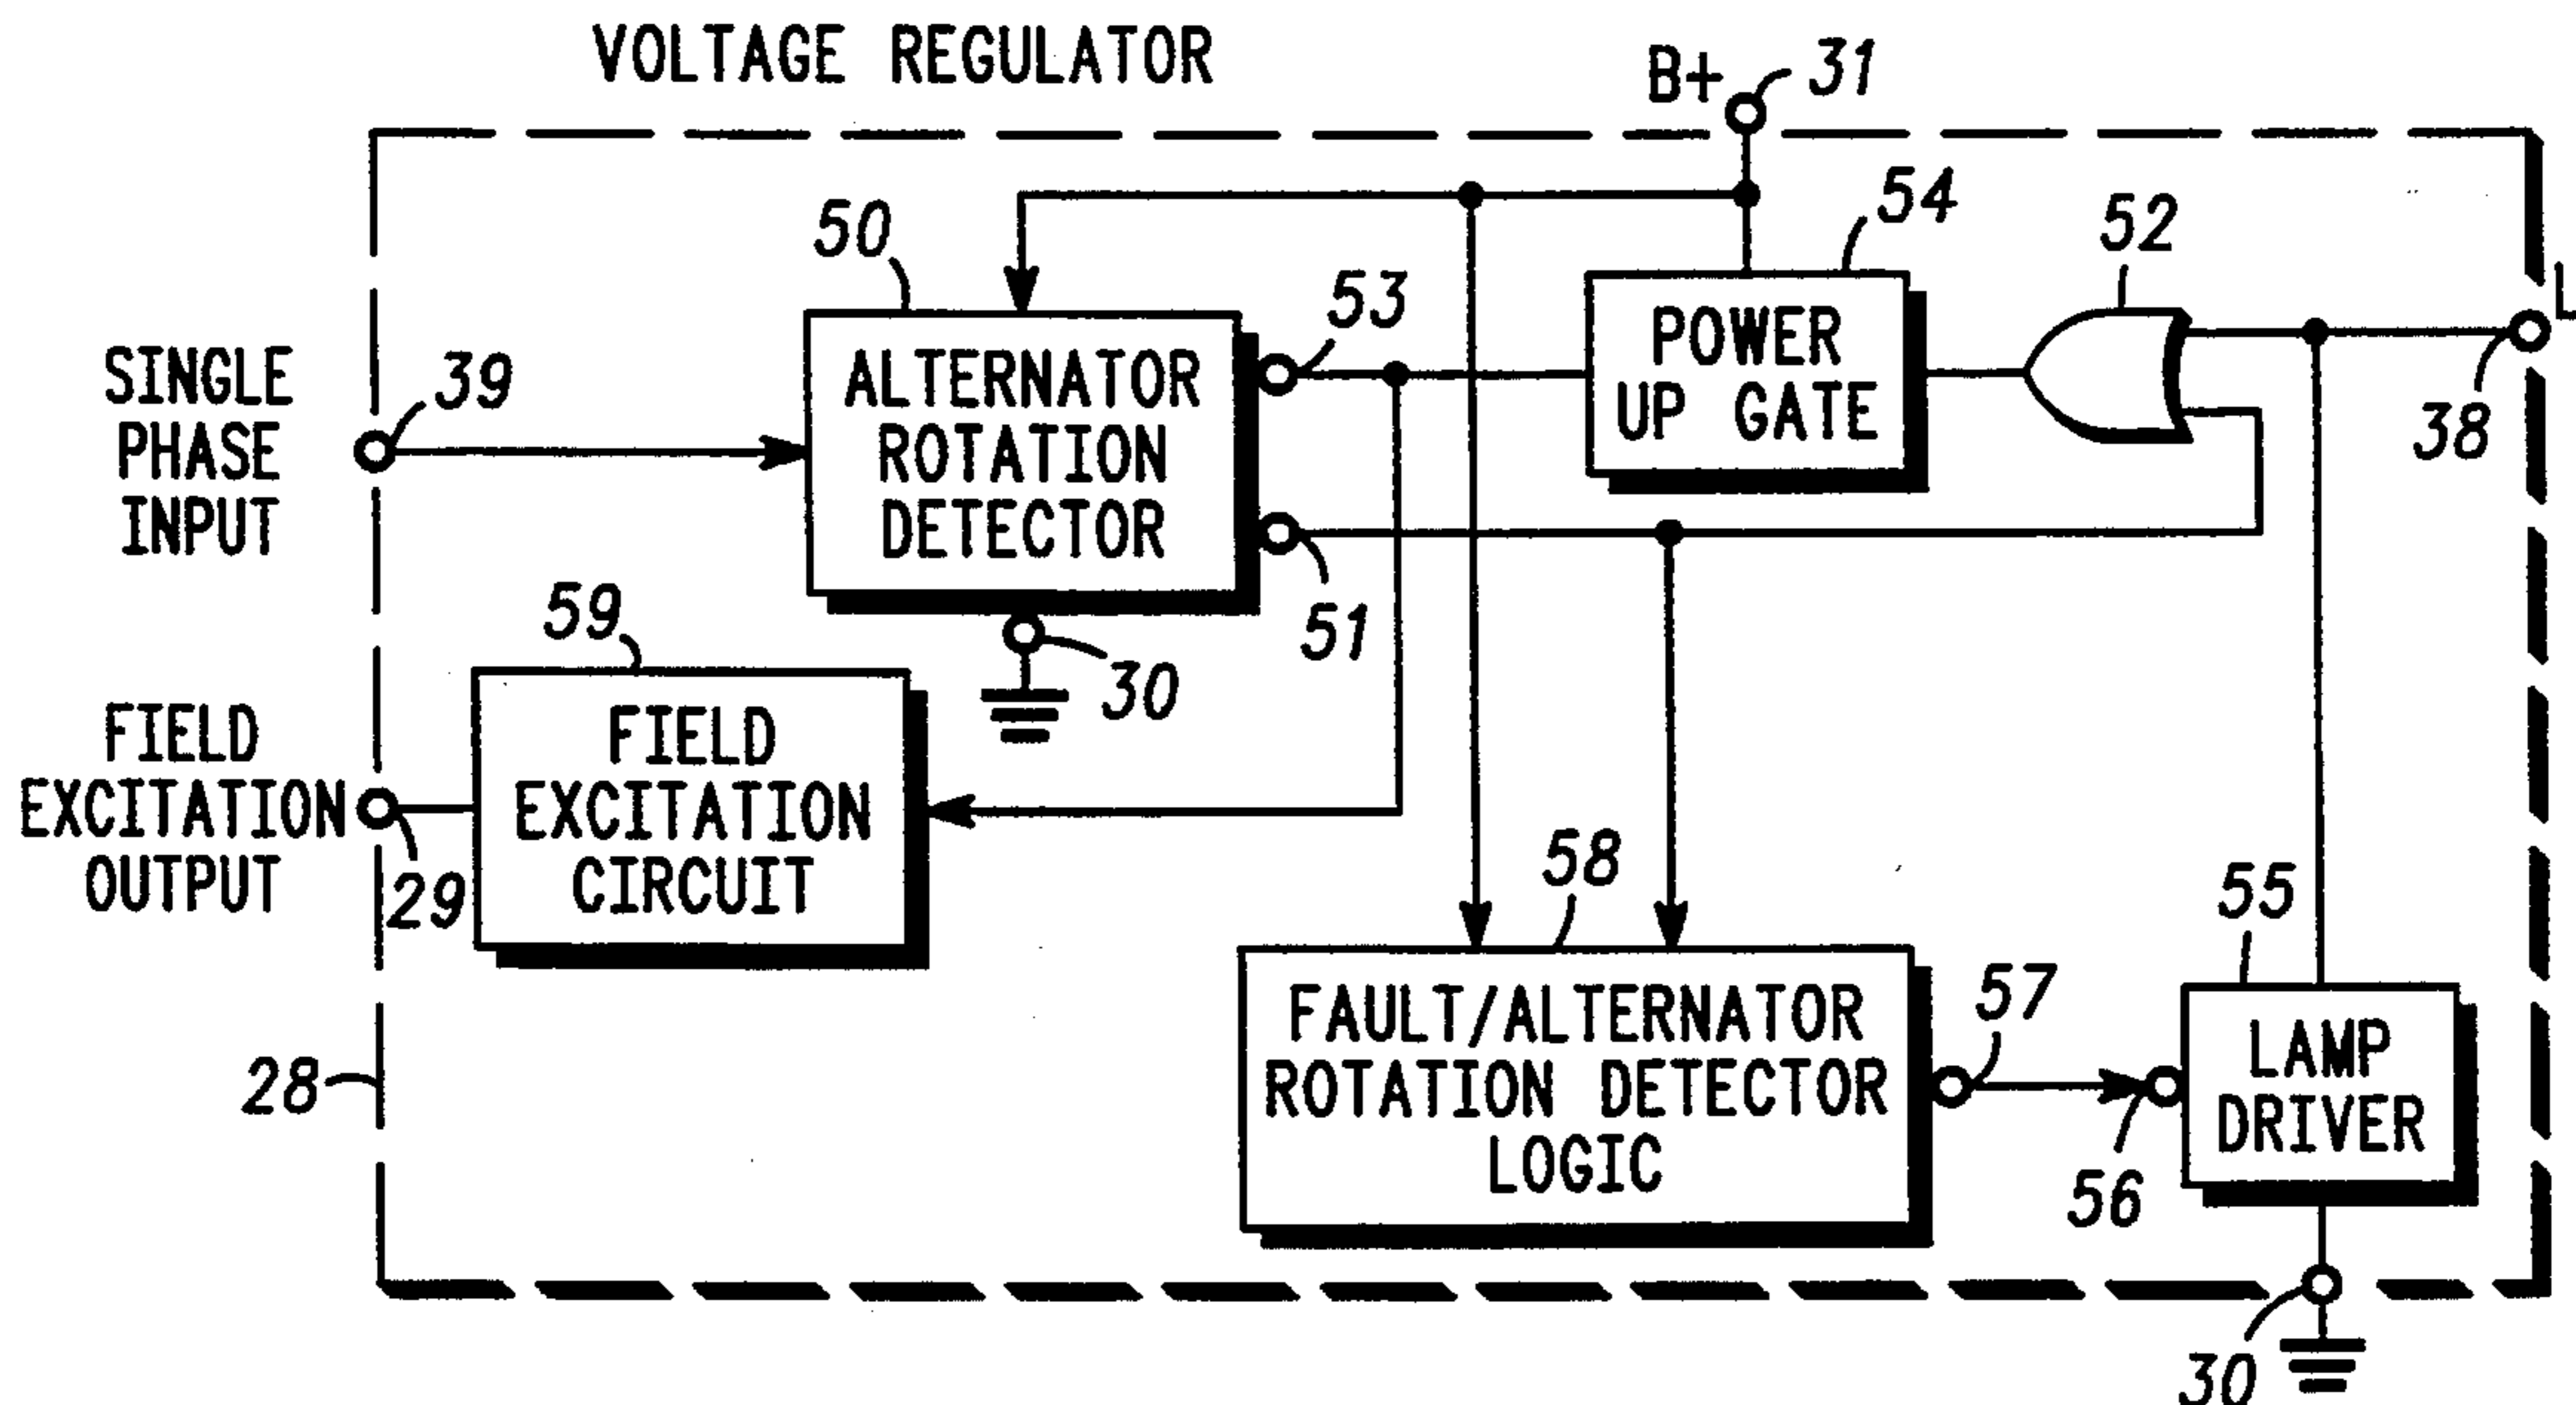 VOLTAGE REGULATOR
B+
31
54
52
50
53
L
38
SINGLE
PHASE
INPUT
39
ALTERNATOR
ROTATION
DETECTOR
POWER
UP GATE
51
30
59
FIELD
EXCITATION
OUTPUT
29
FIELD
EXCITATION
CIRCUIT
58
55
57
28
FAULT/ALTERNATOR
ROTATION DETECTOR
LOGIC
56
LAMP
DRIVER
30